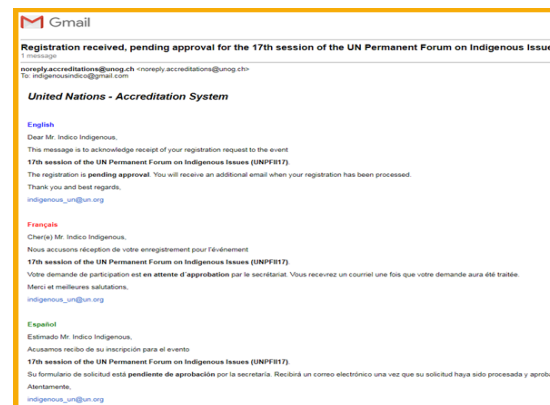 Gmail
Registration received, pending approval for the 17th session of the UN Permanent Forum on Indigenous Issue
1 message
noreply.accreditations@unog.ch <noreply.accreditations@unog.ch>
To: indigenousindico@gmail.com
United Nations - Accreditation System
English
Dear Mr. Indico Indigenous,
This message is to acknowledge receipt of your registration request to the event
17th session of the UN Permanent Forum on Indigenous Issues (UNPFII17).
The registration is pending approval. You will receive an additional email when your registration has been processed.
Thank you and best regards,
indigenous_un@un.org
Français
Cher(e) Mr. Indico Indigenous,
Nous accusons réception de votre enregistrement pour l'événement
17th session of the UN Permanent Forum on Indigenous Issues (UNPFII17).
Votre demande de participation est en attente d'approbation par le secrétariat. Vous recevrez un courriel une fois que votre demande aura été traitée.
Merci et meilleures salutations,
indigenous_un@un.org
Español
Estimado Mr. Indico Indigenous,
Acusamos recibo de su inscripción para el evento
17th session of the UN Permanent Forum on Indigenous Issues (UNPFII17).
Su formulario de solicitud está pendiente de aprobación por la secretaría. Recibirá un correo electrónico una vez que su solicitud haya sido procesada y aproba
Atentamente,
indigenous_un@un.org